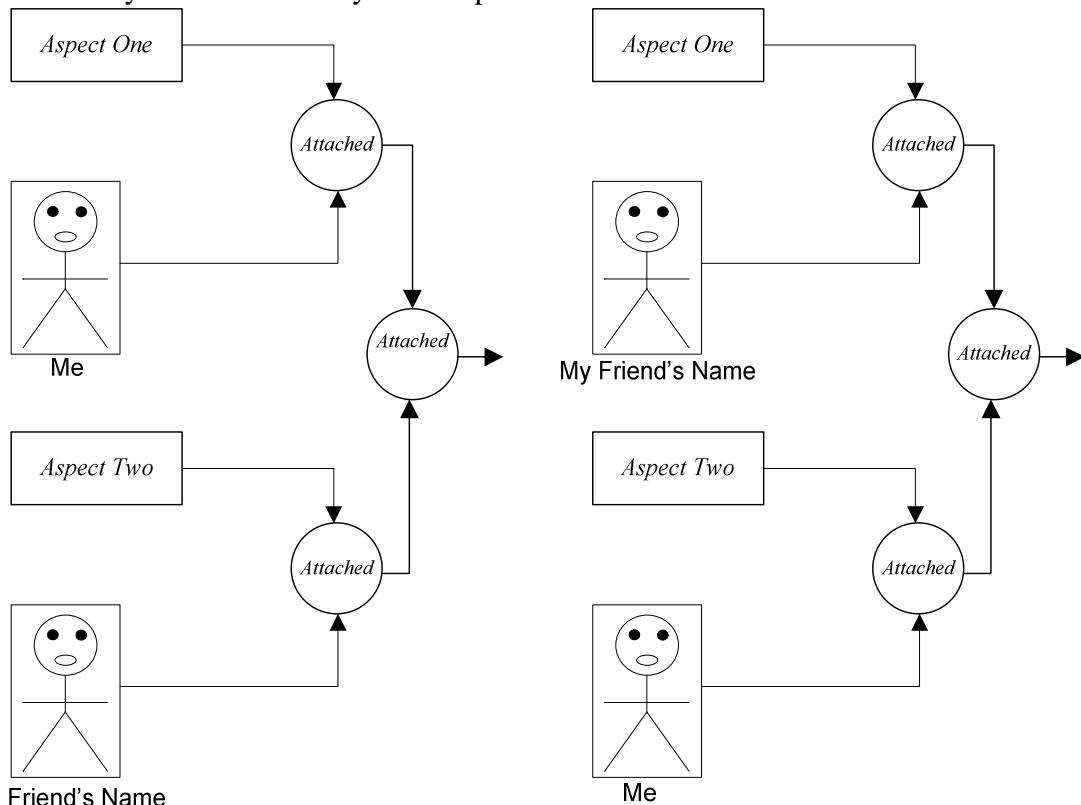 Aspect One
Attached
Me
Attached
Aspect Two
Attached
Friend's Name
Aspect One
Attached
My Friend's Name
Attached
Aspect Two
Attached
Me